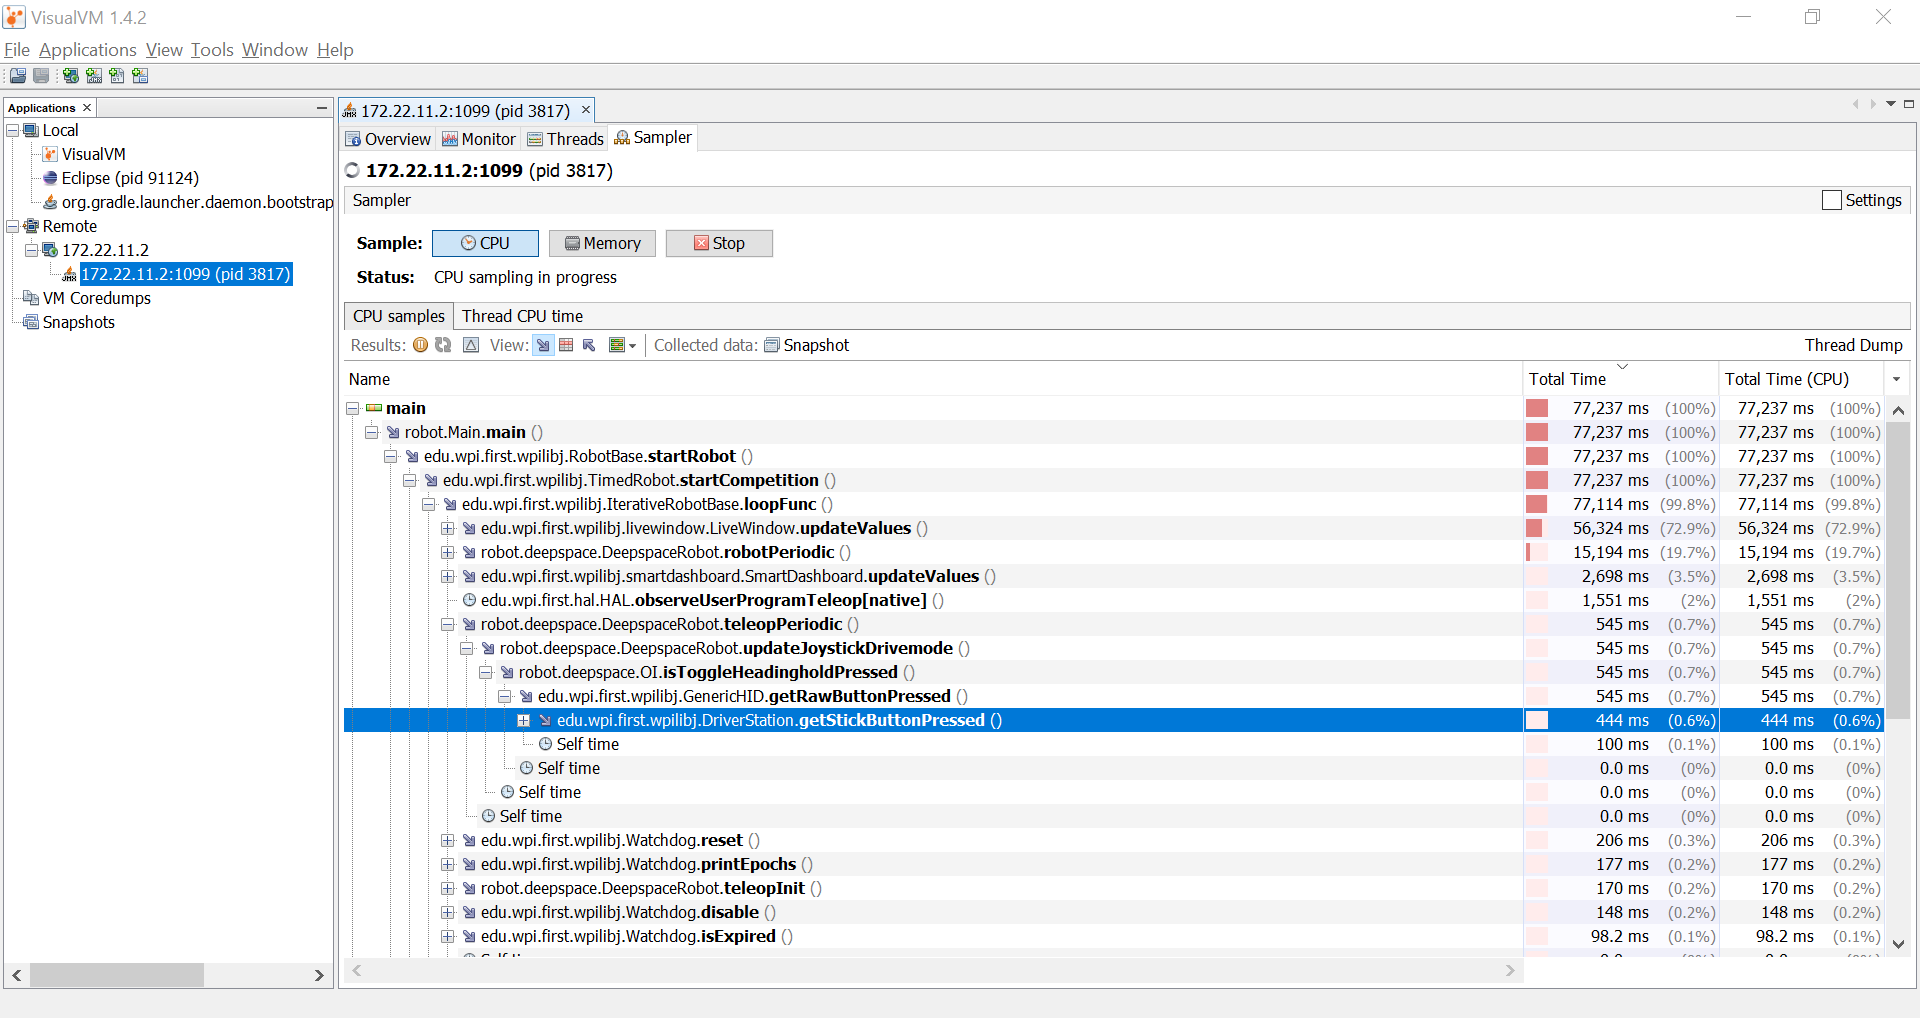 VisualVM 1.4.2
File Applications View Tools Window Help
Applications
Local
VisualVM
Eclipse (pid 91124)
org.gradle.launcher.daemon.bootstrap
Remote
172.22.11.2
172.22.11.2:1099 (pid 3817)
VM Coredumps
Snapshots
172.22.11.2:1099 (pid 3817)
Overview Monitor Threads Sampler
172.22.11.2:1099 (pid 3817)
Sampler Settings
Sample: CPU Memory Stop
Status: CPU sampling in progress
CPU samples Thread CPU time
Results: View: Collected data: Snapshot Thread Dump
Name Total Time Total Time (CPU)
main 77,237 ms (100%) 77,237 ms (100%)
robot.Main.main () 77,237 ms (100%) 77,237 ms (100%)
edu.wpi.first.wpilibj.RobotBase.startRobot () 77,237 ms (100%) 77,237 ms (100%)
edu.wpi.first.wpilibj.TimedRobot.startCompetition () 77,237 ms (100%) 77,237 ms (100%)
edu.wpi.first.wpilibj.IterativeRobotBase.loopFunc () 77,114 ms (99.8%) 77,114 ms (99.8%)
edu.wpi.first.wpilibj.livewindow.LiveWindow.updateValues () 56,324 ms (72.9%) 56,324 ms (72.9%)
robot.deepspace.DeepspaceRobot.robotPeriodic () 15,194 ms (19.7%) 15,194 ms (19.7%)
edu.wpi.first.wpilibj.smartdashboard.SmartDashboard.updateValues () 2,698 ms (3.5%) 2,698 ms (3.5%)
edu.wpi.first.hal.HAL.observeUserProgramTeleop[native] () 1,551 ms (2%) 1,551 ms (2%)
robot.deepspace.DeepspaceRobot.teleopPeriodic () 545 ms (0.7%) 545 ms (0.7%)
robot.deepspace.DeepspaceRobot.updateJoystickDrivemode () 545 ms (0.7%) 545 ms (0.7%)
robot.deepspace.OI.isToggleHeadingholdPressed () 545 ms (0.7%) 545 ms (0.7%)
edu.wpi.first.wpilibj.GenericHID.getRawButtonPressed () 545 ms (0.7%) 545 ms (0.7%)
edu.wpi.first.wpilibj.DriverStation.getStickButtonPressed () 444 ms (0.6%) 444 ms (0.6%)
Self time 100 ms (0.1%) 100 ms (0.1%)
Self time 0.0 ms (0%) 0.0 ms (0%)
Self time 0.0 ms (0%) 0.0 ms (0%)
Self time 0.0 ms (0%) 0.0 ms (0%)
edu.wpi.first.wpilibj.Watchdog.reset () 206 ms (0.3%) 206 ms (0.3%)
edu.wpi.first.wpilibj.Watchdog.printEpochs () 177 ms (0.2%) 177 ms (0.2%)
robot.deepspace.DeepspaceRobot.teleopInit () 170 ms (0.2%) 170 ms (0.2%)
edu.wpi.first.wpilibj.Watchdog.disable () 148 ms (0.2%) 148 ms (0.2%)
edu.wpi.first.wpilibj.Watchdog.isExpired () 98.2 ms (0.1%) 98.2 ms (0.1%)